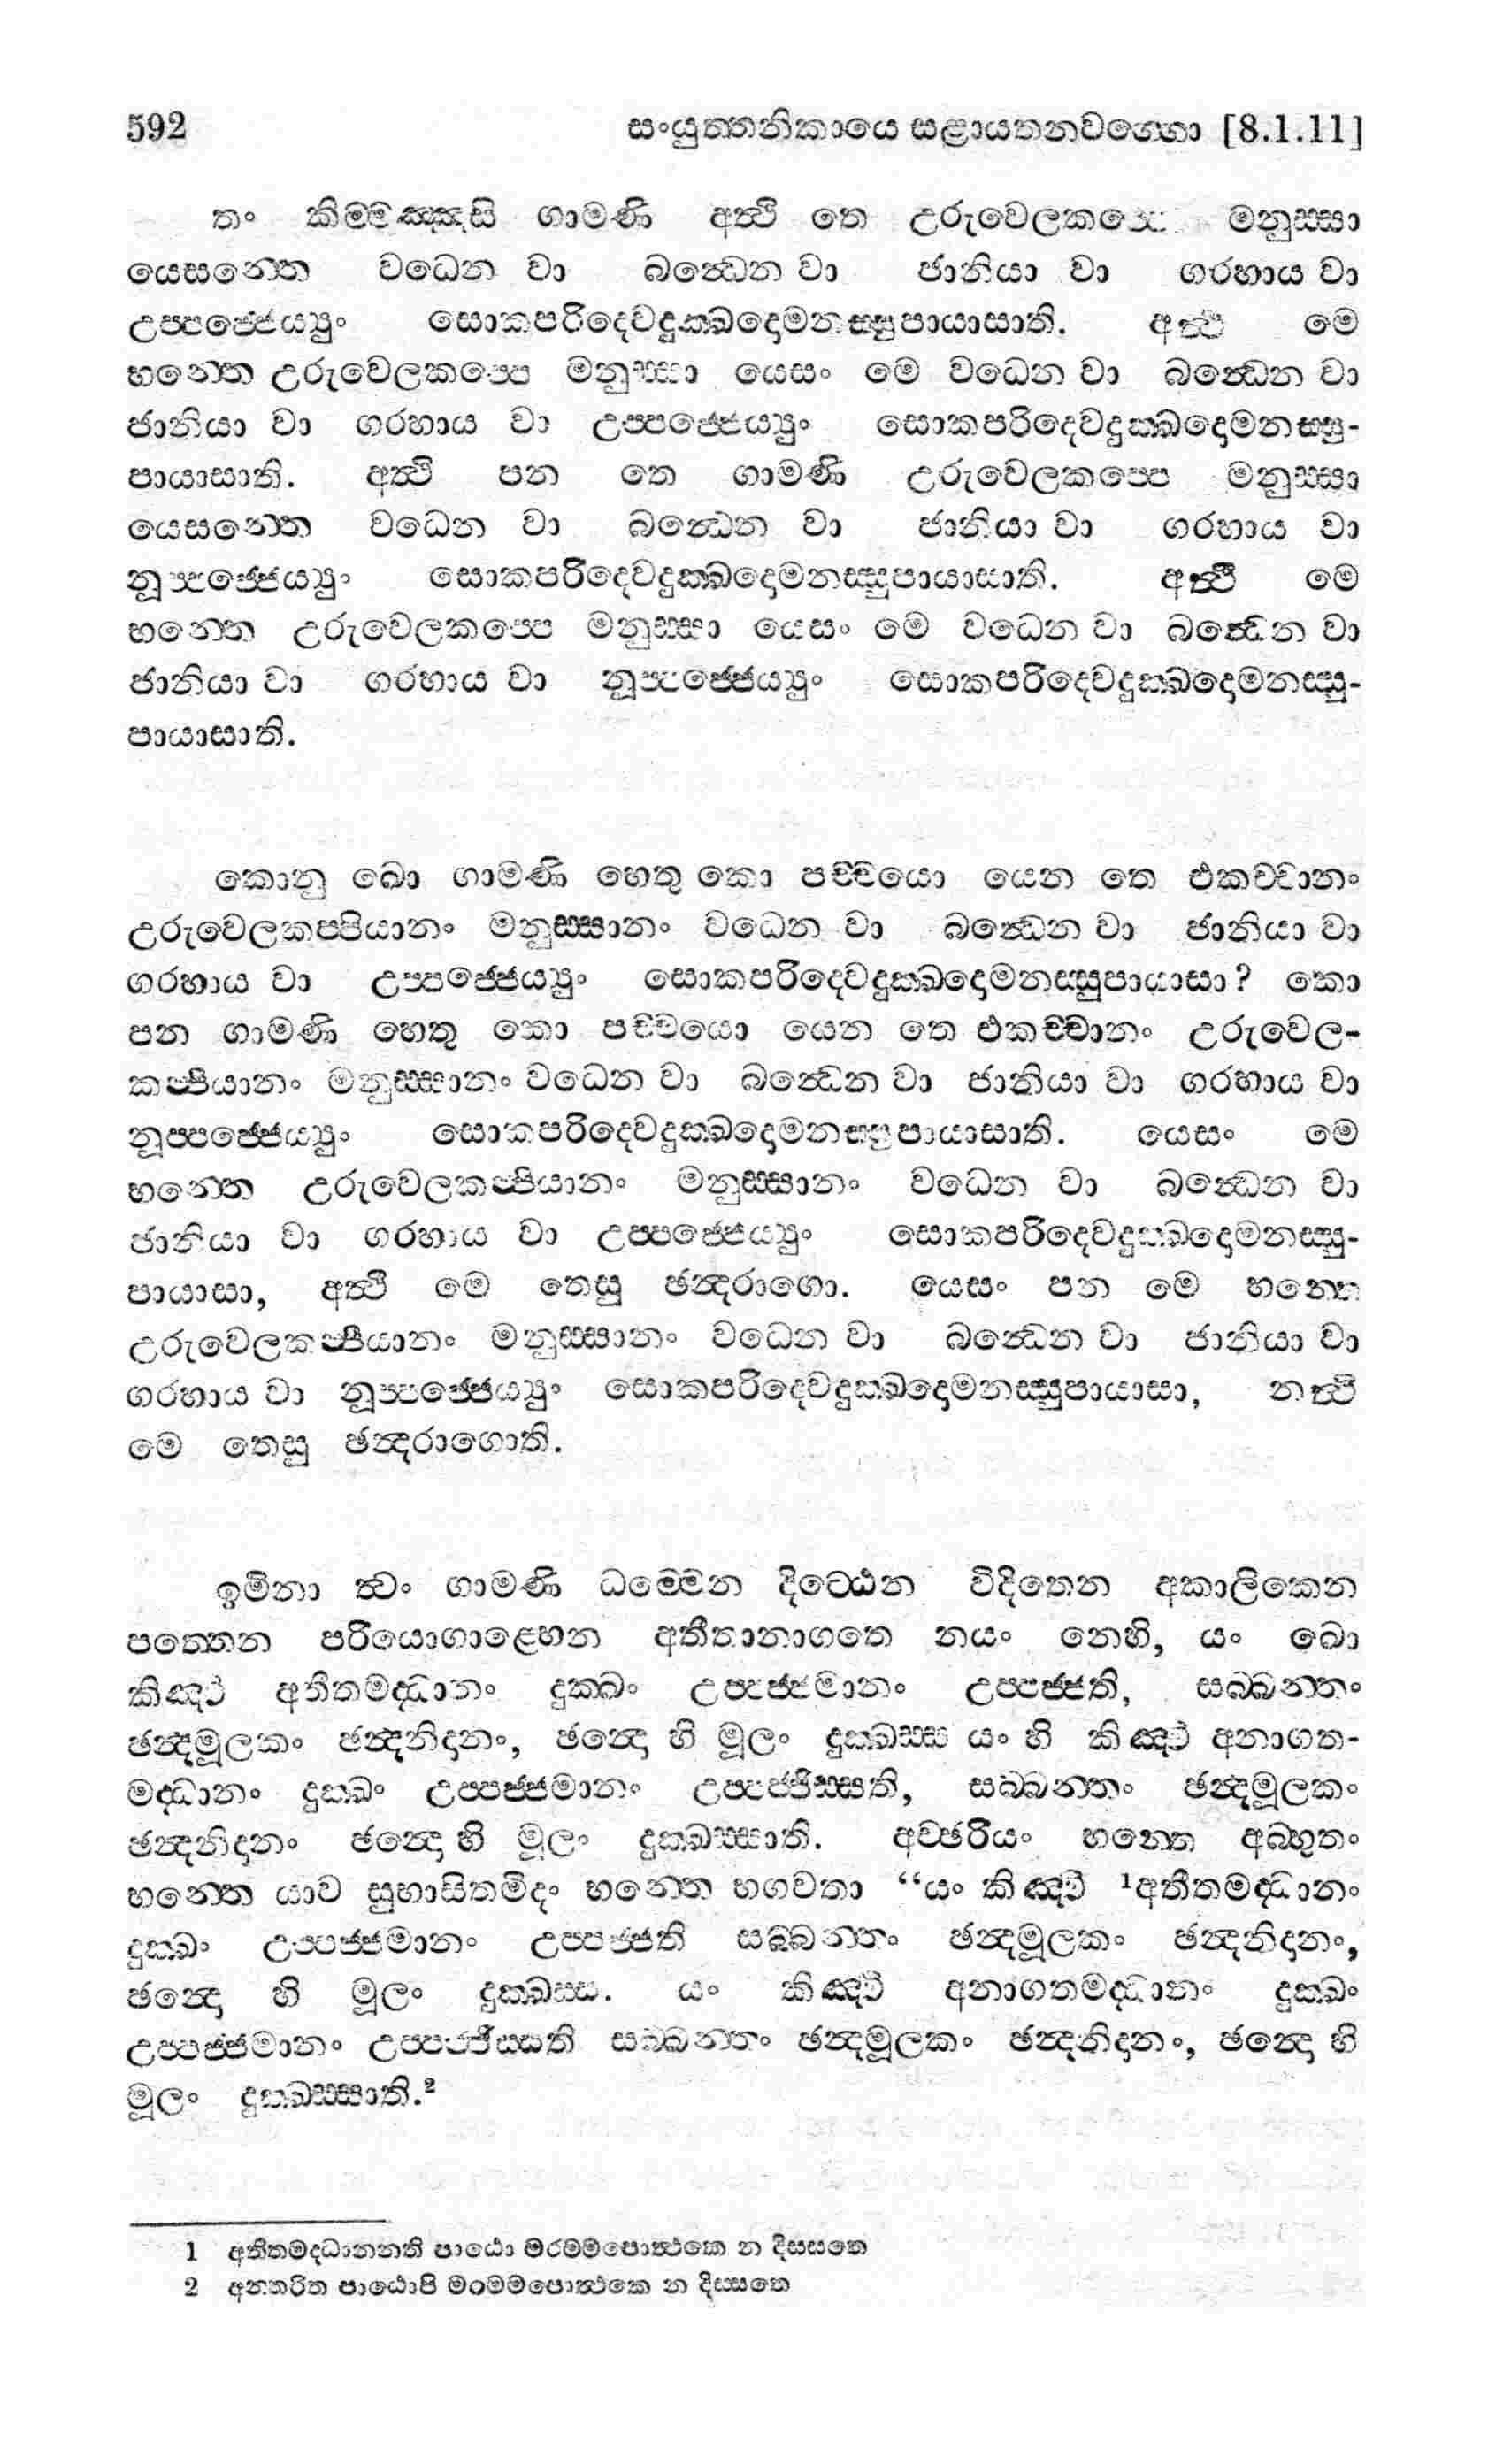 592 සංයුත්තනිකායෙ සළායතනවග්ගො [8.1.11]
තං කිම්මඤ්ඤසි ගාමණි අත්ථි තෙ උරුවෙලකප්පෙ මනුස්සා
යෙසන්තෙ වධෙන වා බන්ධෙන වා ජානියා වා ගරහාය වා
උප්පජ්ජෙය්‍යුං සොකපරිදෙවදුක්ඛදොමනස්සුපායාසාති. අත්ථි මෙ
භන්තෙ උරුවෙලකප්පෙ මනුස්සා යෙසං මෙ වධෙන වා බන්ධෙන වා
ජානියා වා ගරහාය වා උප්පජ්ජෙය්‍යුං සොකපරිදෙවදුක්ඛදොමනස්සු-
පායාසාති. අත්ථි පන තෙ ගාමණි උරුවෙලකප්පෙ මනුස්සා
යෙසන්තෙ වධෙන වා බන්ධෙන වා ජානියා වා ගරහාය වා
නූප්පජ්ජෙය්‍යුං සොකපරිදෙවදුක්ඛදොමනස්සුපායාසාති. අත්ථි මෙ
භන්තෙ උරුවෙලකප්පෙ මනුස්සා යෙසං මෙ වධෙන වා බන්ධෙන වා
ජානියා වා ගරහාය වා නූප්පජ්ජෙය්‍යුං සොකපරිදෙවදුක්ඛදොමනස්සූ-
පායාසාති.
කොනු ඛො ගාමණි හෙතු කො පච්චයො යෙන තෙ එකච්චානං
උරුවෙලකප්පියානං මනුස්සානං වධෙන වා බන්ධෙන වා ජානියා වා
ගරහාය වා උප්පජ්ජෙය්‍යුං සොකපරිදෙවදුක්ඛදොමනස්සුපායාසා? කො
පන ගාමණි හෙතු කො පච්චයො යෙන තෙ එකච්චානං උරුවෙල-
කප්පියානං මනුස්සානං වධෙන වා බන්ධෙන වා ජානියා වා ගරහාය වා
නූප්පජ්ජෙය්‍යුං සොකපරිදෙවදුක්ඛදොමනස්සුපායාසාති. යෙසං මෙ
භන්තෙ උරුවෙලකප්පියානං මනුස්සානං වධෙන වා බන්ධෙන වා
ජානියා වා ගරහාය වා උප්පජ්ජෙය්‍යුං සොකපරිදෙවදුක්ඛදොමනස්සු-
පායාසා, අත්ථි මෙ තෙසු ඡන්දරාගො. යෙසං පන මෙ භන්තෙ
උරුවෙලකප්පියානං මනුස්සානං වධෙන වා බන්ධෙන වා ජානියා වා
ගරහාය වා නූප්පජ්ජෙය්‍යුං සොකපරිදෙවදුක්ඛදොමනස්සුපායාසා, නත්ථි
මෙ තෙසු ඡන්දරාගොති.
ඉමිනා ත්වං ගාමණි ධම්මෙන දිට්ඨෙන විදිතෙන අකාලිකෙන
පත්තෙන පරියොගාළ්හෙන අතීතානාගතෙ නයං නෙහි, යං ඛො
කිඤ්චි අතීතමද්ධානං දුක්ඛං උප්පජ්ජමානං උප්පජ්ජති, සබ්බන්තං
ඡන්දමූලකං ඡන්දනිදානං, ඡන්දො හි මූලං දුක්ඛස්ස යං හි කිඤ්චි අනාගත-
මද්ධානං දුක්ඛං උප්පජ්ජමානං උප්පජ්ජිස්සති, සබ්බන්තං ඡන්දමූලකං
ඡන්දනිදානං ඡන්දො හි මූලං දුක්ඛස්සාති. අච්ඡරියං භන්තෙ අබ්භුතං
භන්තෙ යාව සුභාසිතමිදං භන්තෙ භගවතා “යං කිඤ්චි ¹අතීතමද්ධානං
දුක්ඛං උප්පජ්ජමානං උප්පජ්ජති සබ්බන්තං ඡන්දමූලකං ඡන්දනිදානං,
ඡන්දො හි මූලං දුක්ඛස්ස. යං කිඤ්චි අනාගතමද්ධානං දුක්ඛං
උප්පජ්ජමානං උප්පජ්ජිස්සති සබ්බන්තං ඡන්දමූලකං ඡන්දනිදානං, ඡන්දො හි
මූලං දුක්ඛස්සාති.²
1 අතීතමද්ධානනති පාඨො මරම්මපොත්ථකෙ න දිස්සතෙ
2 අනතරිත පාඨොපි මරම්මපොත්ථකෙ න දිස්සතෙ